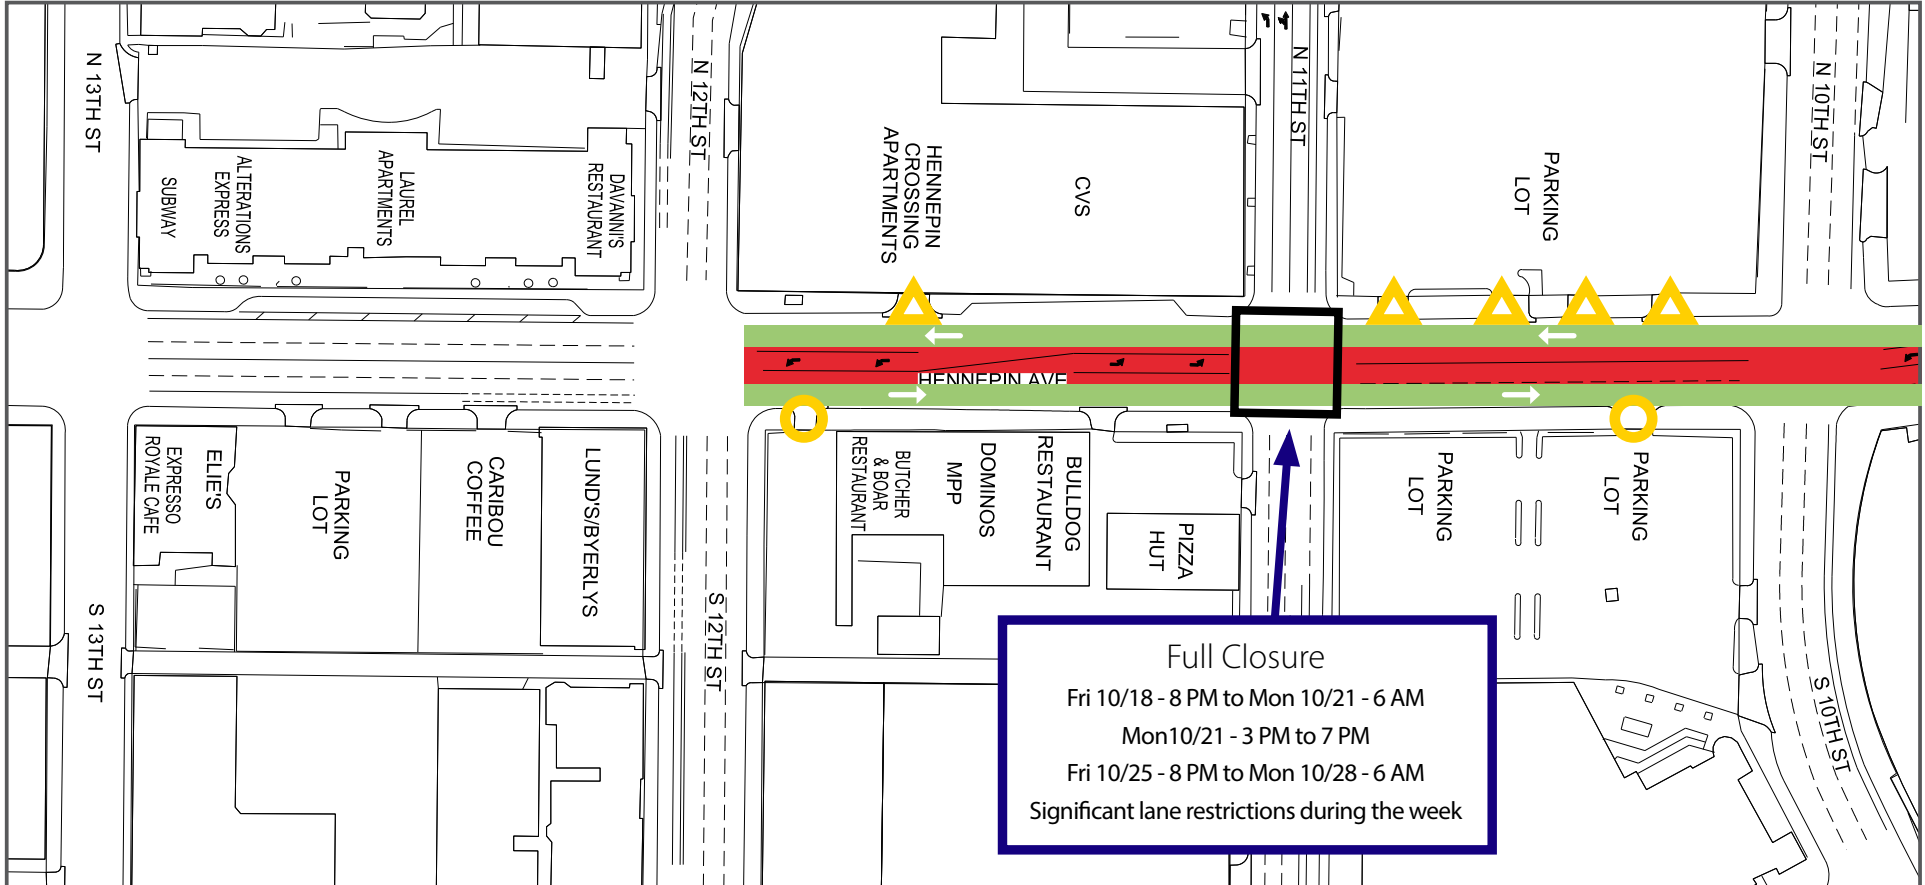 N 13TH ST
N 12TH ST
N 11TH ST
N 10TH ST
SUBWAY
ALTERATIONS
EXPRESS
LAUREL
APARTMENTS
DAVANNI'S
RESTAURANT
HENNEPIN
CROSSING
APARTMENTS
CVS
PARKING
LOT
HENNEPIN AVE
EXPRESSO
ROYALE CAFE
ELIE'S
PARKING
LOT
CARIBOU
COFFEE
LUND'S/BYERLYS
BUTCHER
& BOAR
RESTAURANT
MPP
DOMINOS
BULLDOG
RESTAURANT
PIZZA
HUT
PARKING
LOT
PARKING
LOT
S 13TH ST
S 12TH ST
S 10TH ST
Full Closure
Fri 10/18 - 8 PM to Mon 10/21 - 6 AM
Mon10/21 - 3 PM to 7 PM
Fri 10/25 - 8 PM to Mon 10/28 - 6 AM
Significant lane restrictions during the week